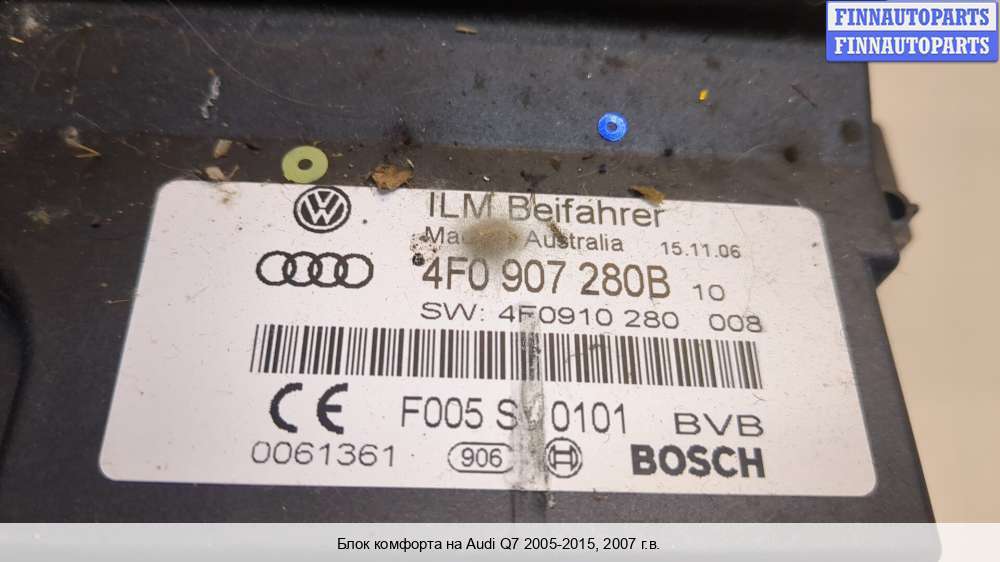 FINNAUTOPARTS
FINNAUTOPARTS
ILM Beifahrer
Australia 15.11.06
4F0 907 280B 10
SW: 4F0910 280 008
F005 0101 BVB
0061361 906 BOSCH
Блок комфорта на Audi Q7 2005-2015, 2007 г.в.